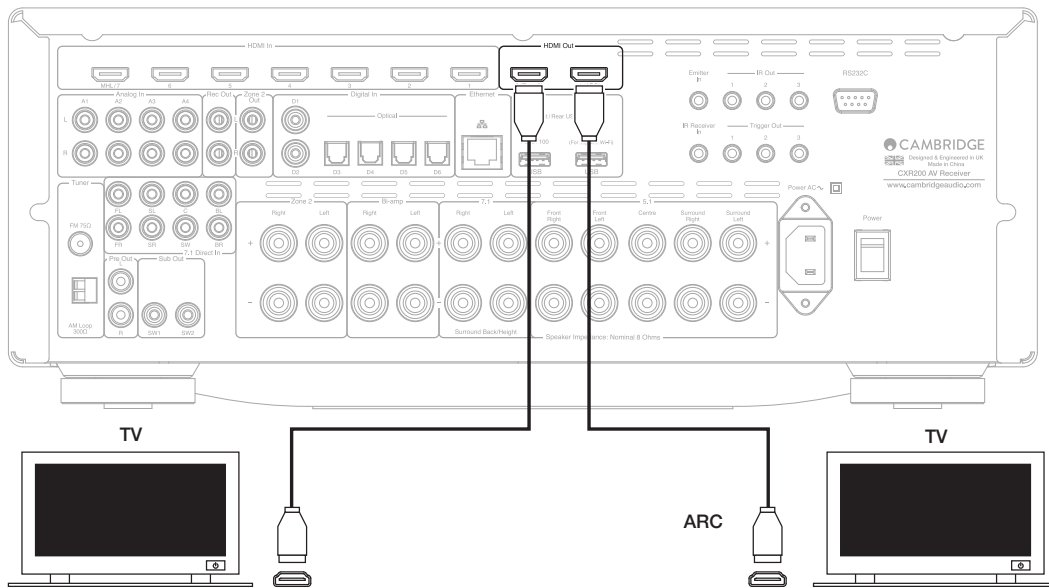 HDMI In
HDMI Out
MHL/7 6 5 4 3 2 1
Emitter In
IR Out
1 2 3
RS232C
Analog In
A1 A2 A3 A4
L
R
Rec Out
Zone 2 Out
Digital In
D1
D2
Optical
D3 D4 D5 D6
Ethernet
USB
USB
Wi-Fi
IR Receiver In
Trigger Out
1 2 3
CAMBRIDGE
Designed & Engineered in UK
Made in China
CXR200 AV Receiver
www.cambridgeaudio.com
Tuner
FM 75Ω
AM Loop
300Ω
FL SL C BL
FR SR SW BR
7.1 Direct In
Pre Out
L
R
Sub Out
SW1 SW2
Zone 2
Right Left
Bi-amp
Right Left
7.1
Right Left
5.1
Front Right
Front Left
Centre
Surround Right
Surround Left
+ + +
– – –
Surround Back/Height
Speaker Impedance: Nominal 8 Ohms
Power AC
Power
TV
TV
ARC